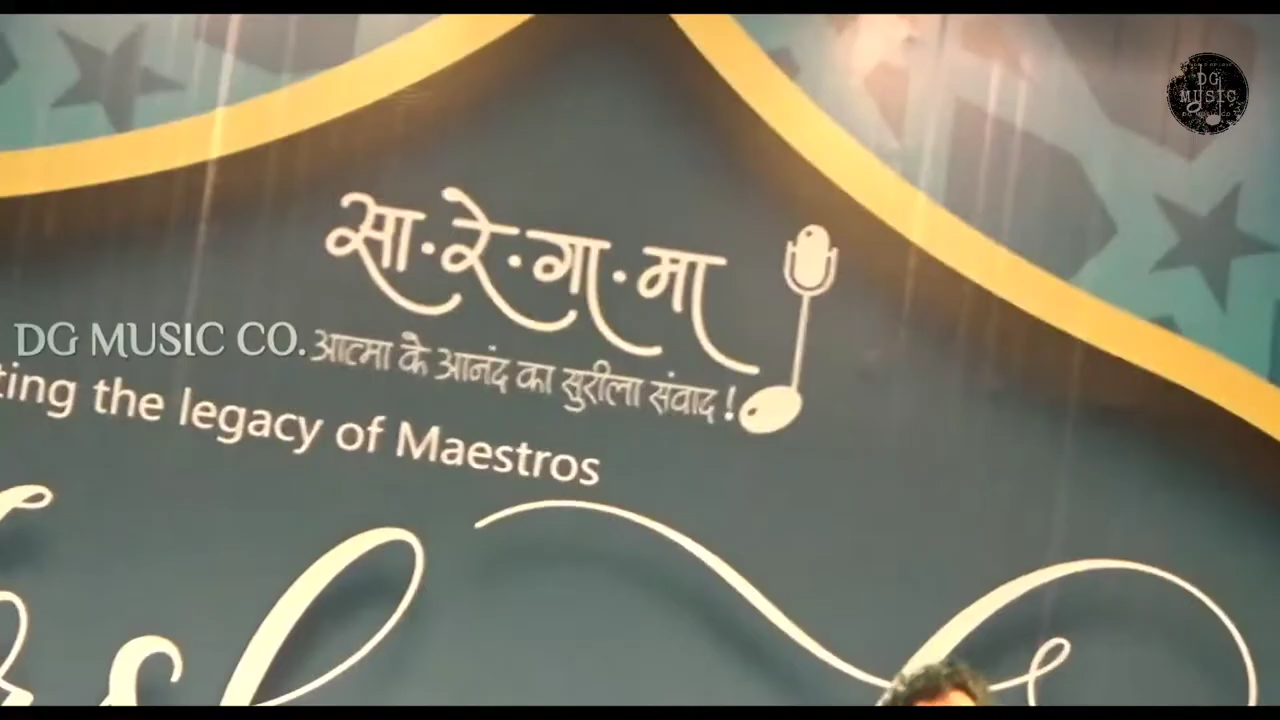 DG
MUSIC
सा·रे·गा·मा
DG MUSIC CO.
आत्मा के आनंद का सुरीला संवाद !
ting the legacy of Maestros